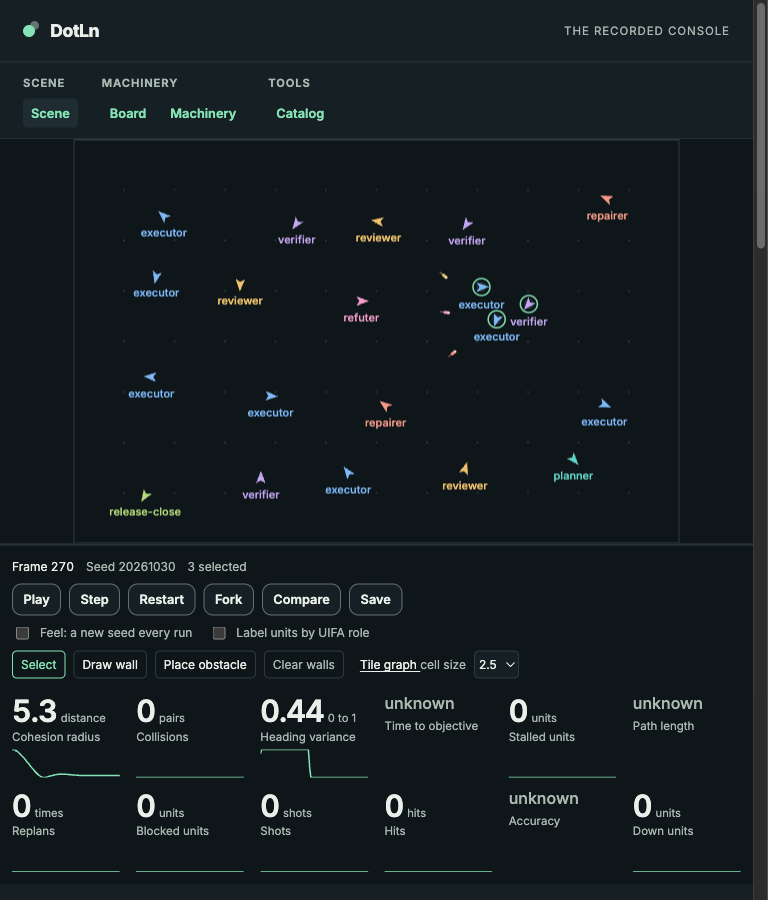 DotLn
THE RECORDED CONSOLE
SCENE MACHINERY TOOLS
Scene Board Machinery Catalog
repairer
executor
verifier
reviewer
verifier
executor
reviewer
executor
refuter
verifier
executor
executor
executor
repairer
executor
planner
verifier
executor
reviewer
release-close
Frame 270 Seed 20261030 3 selected
Play Step Restart Fork Compare Save
Feel: a new seed every run Label units by UIFA role
Select Draw wall Place obstacle Clear walls Tile graph cell size 2.5
5.3 distance
Cohesion radius
0 pairs
Collisions
0.44 0 to 1
Heading variance
unknown
Time to objective
0 units
Stalled units
unknown
Path length
0 times
Replans
0 units
Blocked units
0 shots
Shots
0 hits
Hits
unknown
Accuracy
0 units
Down units